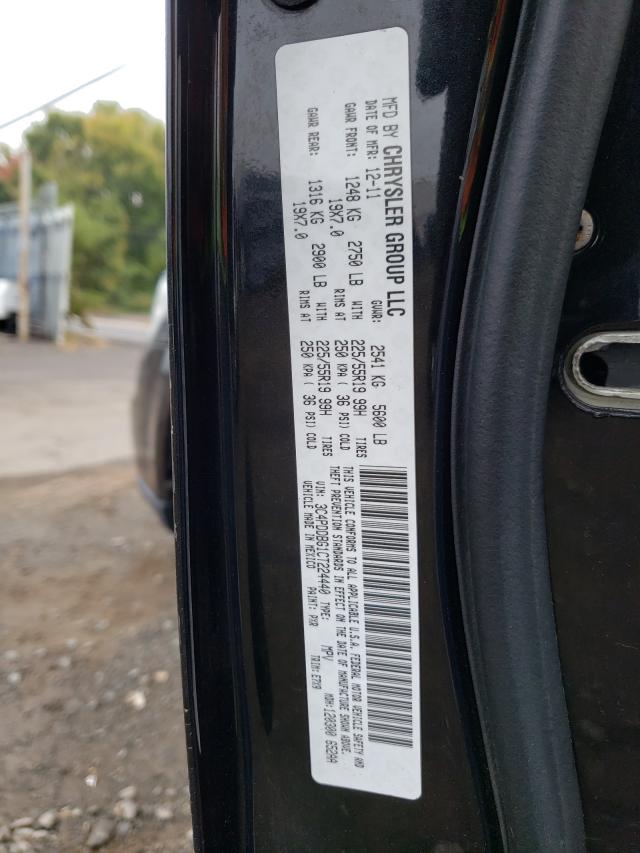 MFD BY CHRYSLER GROUP LLC
DATE OF MFR: 12-11 GVWR: 2541 KG 5600 LB
GAWR FRONT: 1248 KG 2750 LB WITH 225/55R19 99H TIRES
19X7.0 RIMS AT 250 KPA ( 36 PSI) COLD
GAWR REAR: 1316 KG 2900 LB WITH 225/55R19 99H TIRES
19X7.0 RIMS AT 250 KPA ( 36 PSI) COLD
THIS VEHICLE CONFORMS TO ALL APPLICABLE U.S.A. FEDERAL MOTOR VEHICLE SAFETY AND
THEFT PREVENTION STANDARDS IN EFFECT ON THE DATE OF MANUFACTURE SHOWN ABOVE.
VIN: 3C4PDDBG1CT224440 TYPE: MPV MDH:120300 652AA
VEHICLE MADE IN MEXICO PAINT: PXR TRIM: E7X9